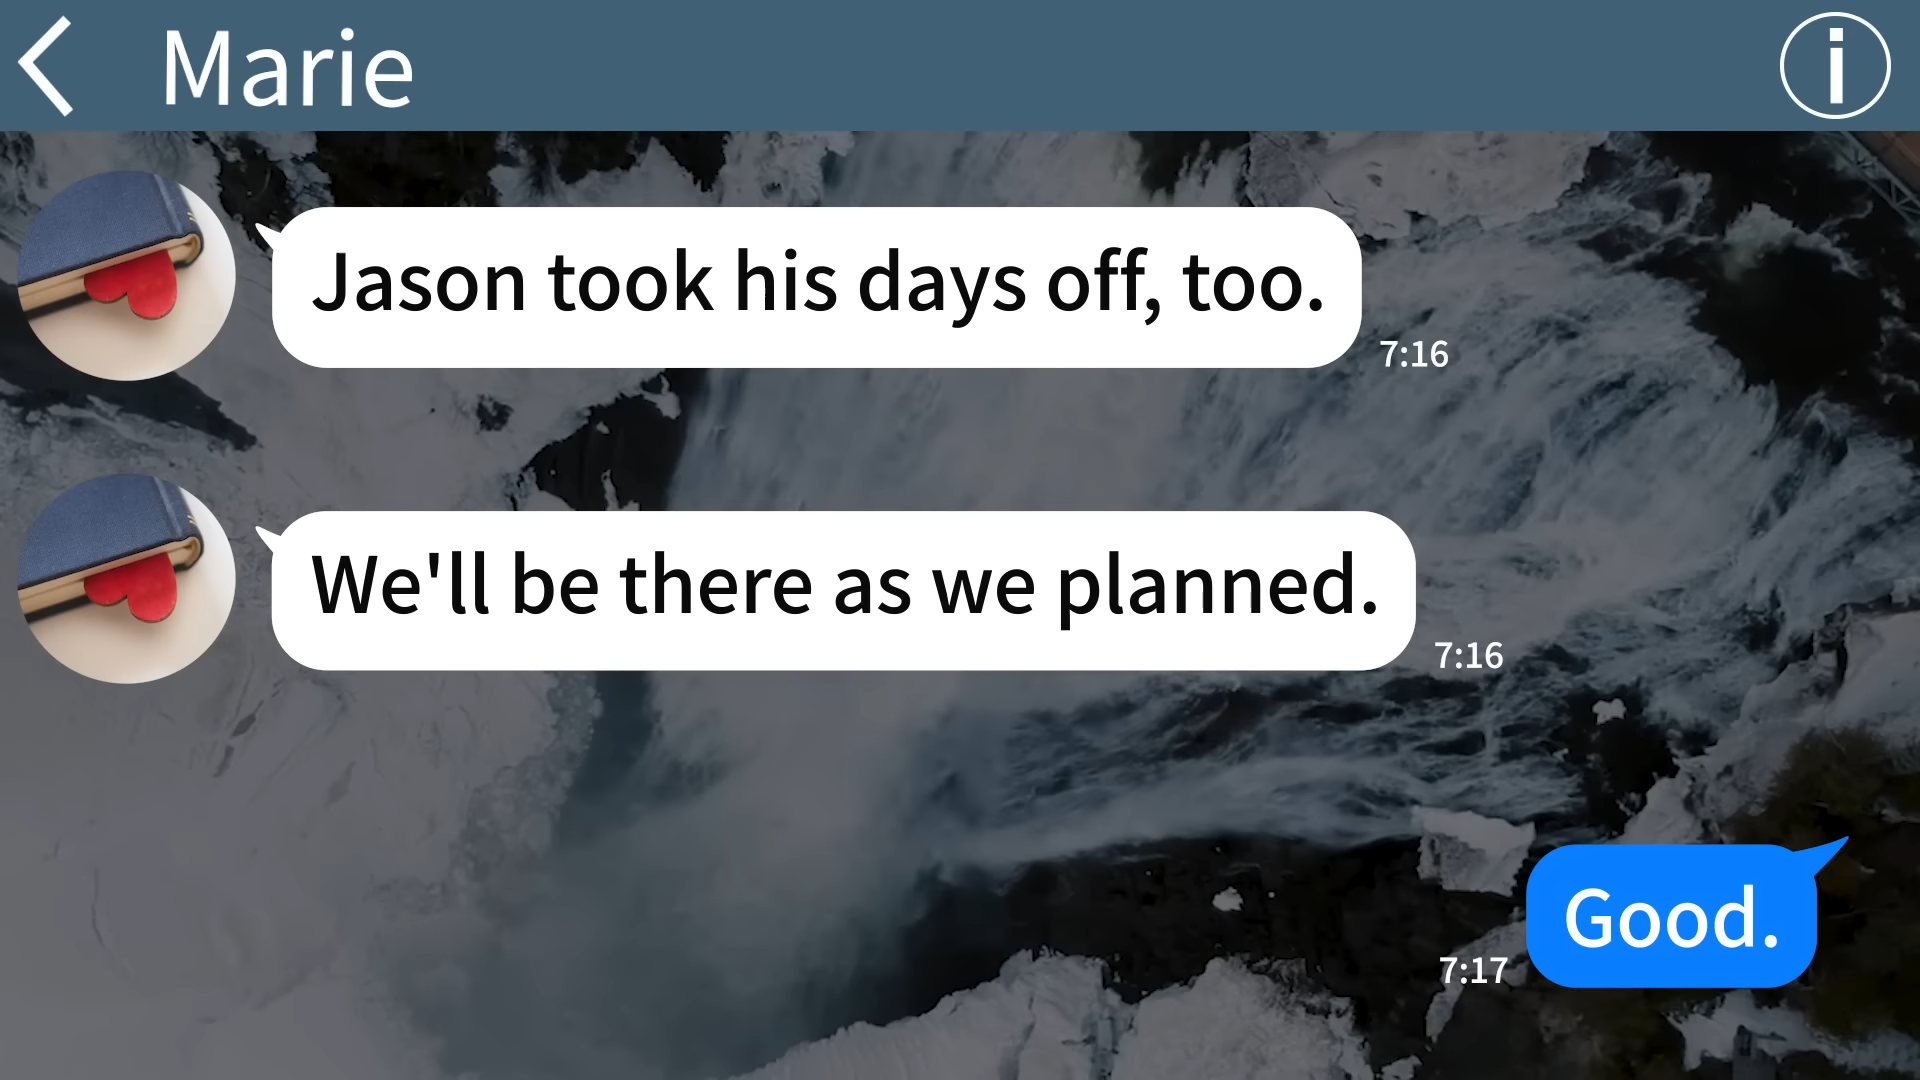 Marie
Jason took his days off, too.
7:16
We'll be there as we planned.
7:16
Good.
7:17